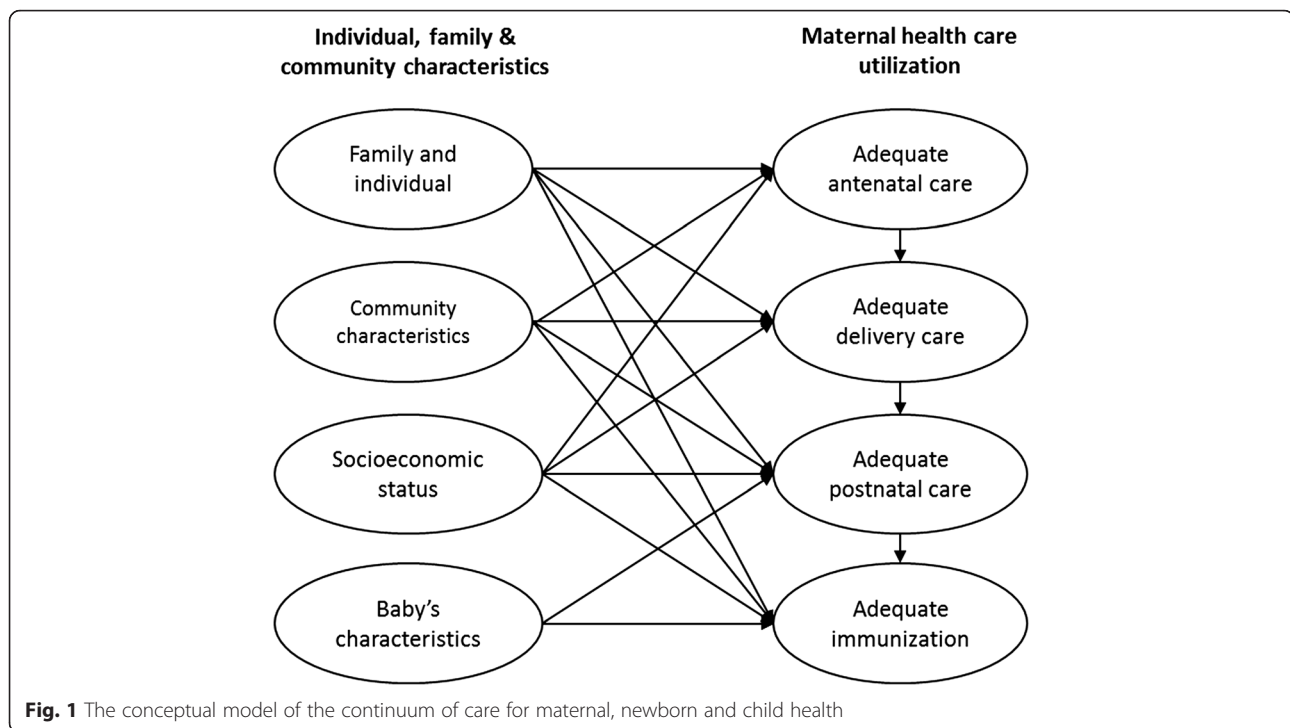 Individual, family &
community characteristics
Maternal health care
utilization
Family and
individual
Adequate
antenatal care
Community
characteristics
Adequate
delivery care
Socioeconomic
status
Adequate
postnatal care
Baby’s
characteristics
Adequate
immunization
Fig. 1 The conceptual model of the continuum of care for maternal, newborn and child health